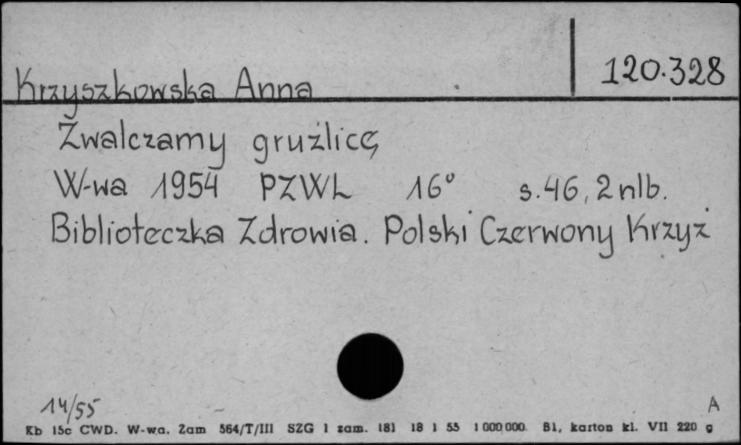 120.328
Krzyszkowska Anna
Zwalczamy gruźlicę
W-wa 1954 PZWL 16° s.46, 2 nlb.
Biblioteczka Zdrowia. Polski Czerwony Krzyż
14/55
A
Kb 15c CWD. W-wa. Zam 564/T/III SZG 1 zam. 181 18 1 55 1 000 000. Bl. karton kl. VII 220 g